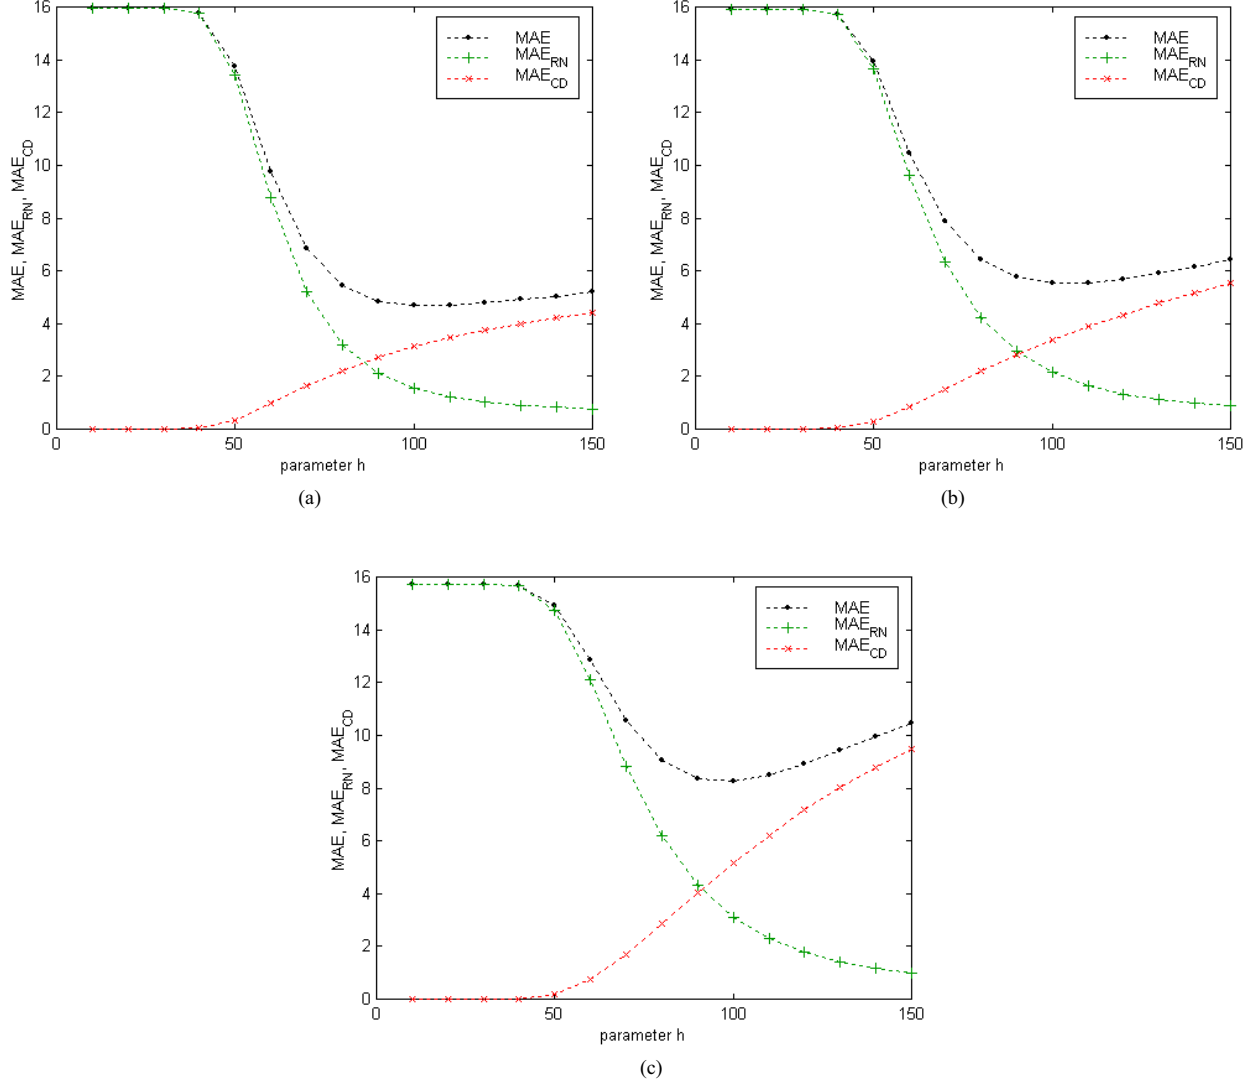 16
14
12
10
8
6
4
2
0
MAE, MAE_RN, MAE_CD
MAE
MAE_RN
MAE_CD
0 50 100 150
parameter h
(a)
16
14
12
10
8
6
4
2
0
MAE, MAE_RN, MAE_CD
MAE
MAE_RN
MAE_CD
0 50 100 150
parameter h
(b)
16
14
12
10
8
6
4
2
0
MAE, MAE_RN, MAE_CD
MAE
MAE_RN
MAE_CD
0 50 100 150
parameter h
(c)